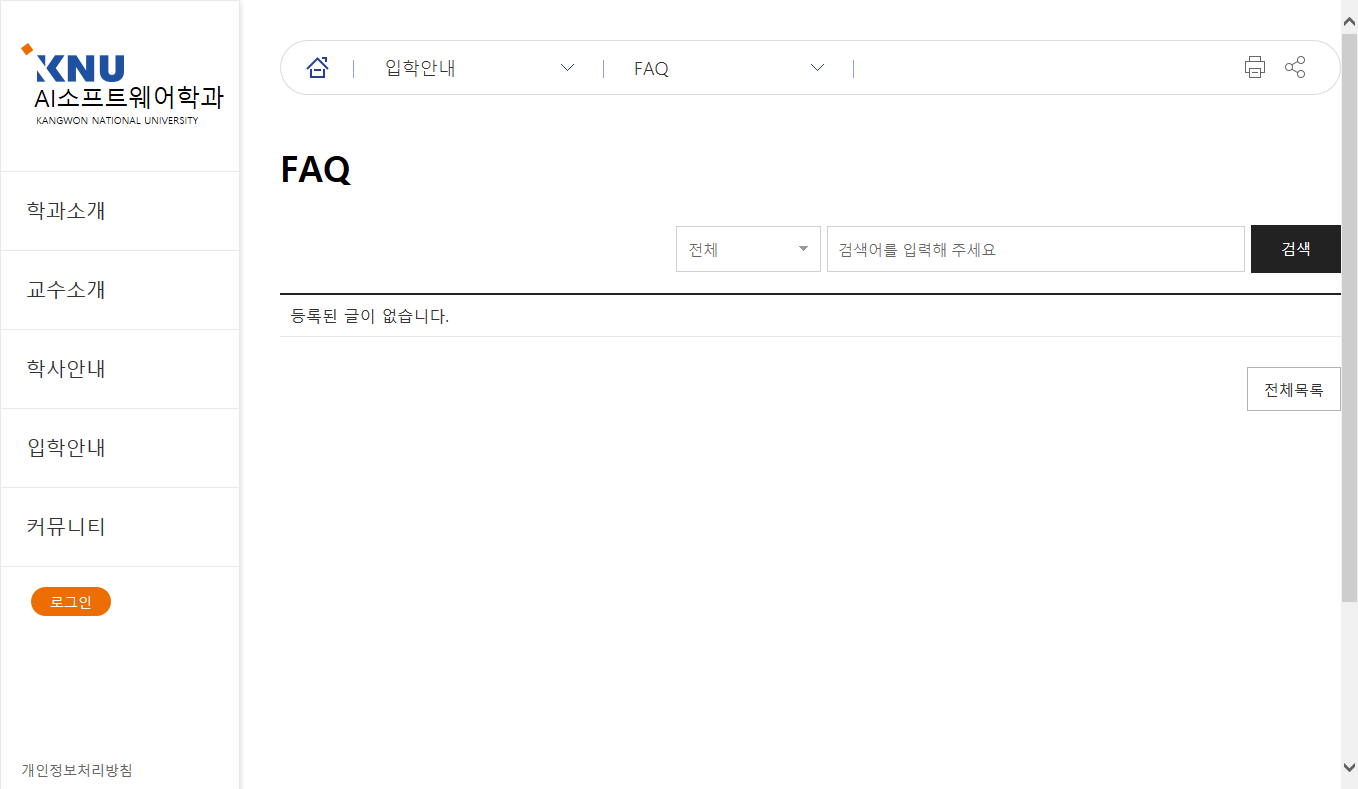 KNU
AI소프트웨어학과
KANGWON NATIONAL UNIVERSITY
학과소개
교수소개
학사안내
입학안내
커뮤니티
로그인
개인정보처리방침
입학안내
FAQ
FAQ
전체
검색어를 입력해 주세요
검색
등록된 글이 없습니다.
전체목록